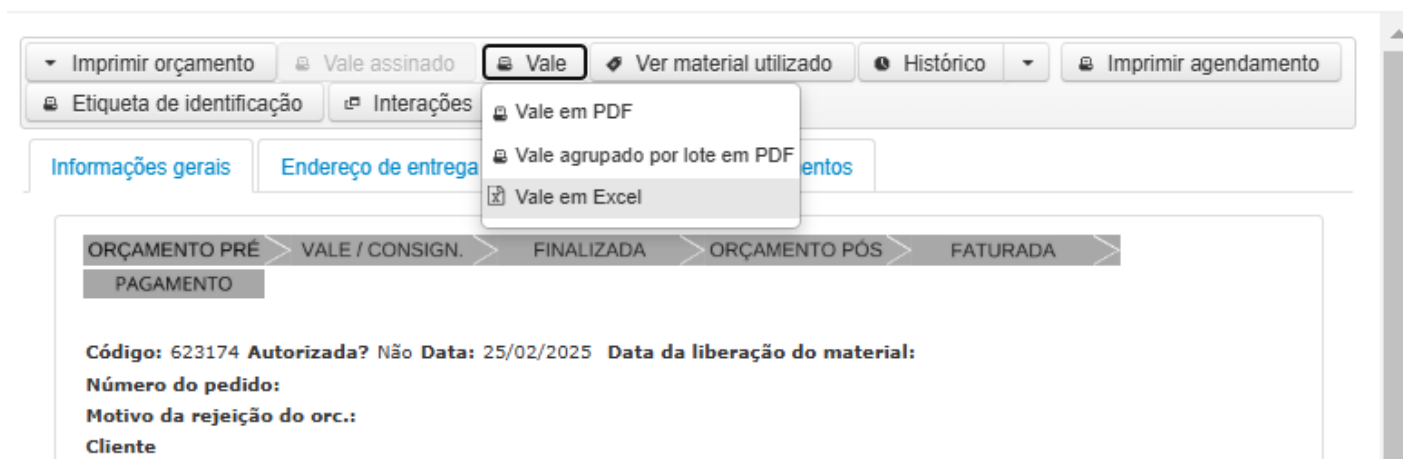 Imprimir orçamento Vale assinado Vale Ver material utilizado Histórico Imprimir agendamento
Etiqueta de identificação Interações
Vale em PDF
Vale agrupado por lote em PDF
Vale em Excel
Informações gerais Endereço de entrega entos
ORÇAMENTO PRÉ VALE / CONSIGN. FINALIZADA ORÇAMENTO PÓS FATURADA
PAGAMENTO
Código: 623174 Autorizada? Não Data: 25/02/2025 Data da liberação do material:
Número do pedido:
Motivo da rejeição do orc.:
Cliente